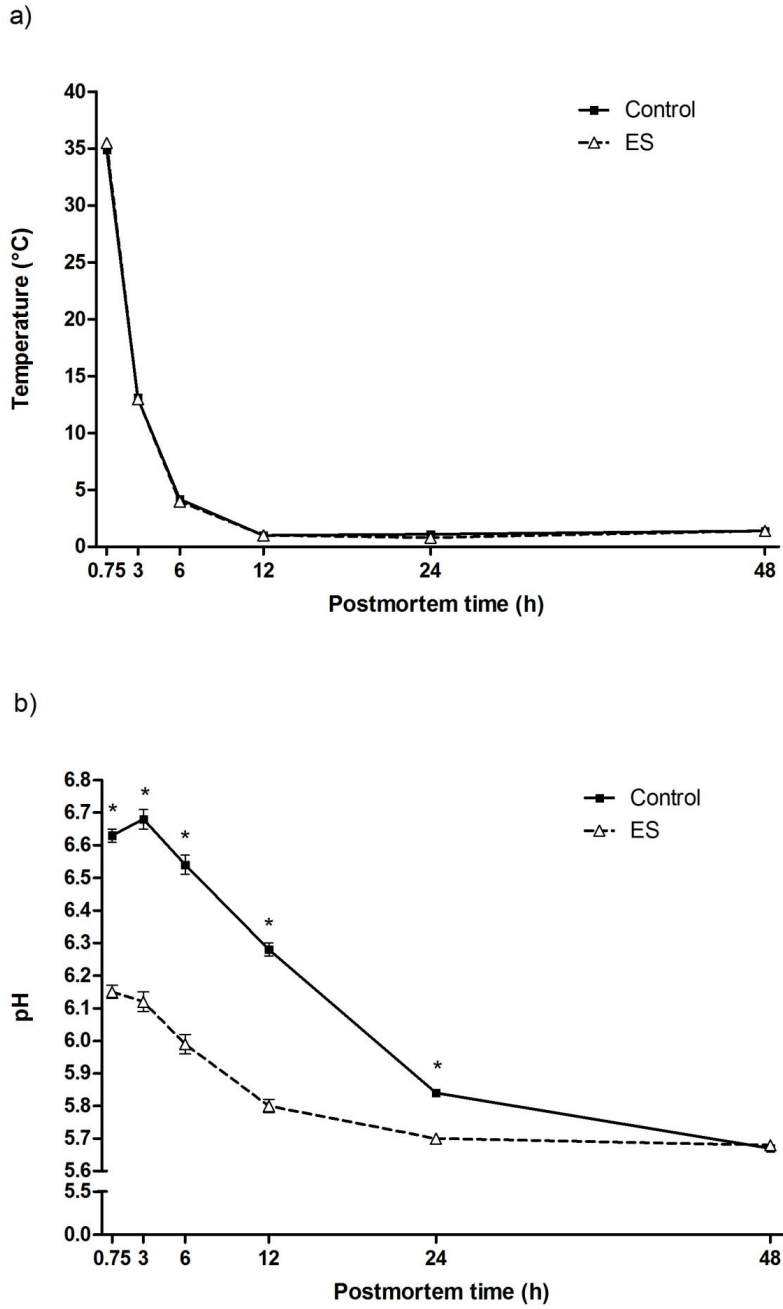 a)
40
35
30
25
20
15
10
5
0
Temperature (°C)
Control
ES
0.75 3 6 12 24 48
Postmortem time (h)
b)
6.8
6.7
6.6
6.5
6.4
6.3
6.2
6.1
6.0
5.9
5.8
5.7
5.6
5.5
0.0
pH
Control
ES
* * * * *
0.75 3 6 12 24 48
Postmortem time (h)